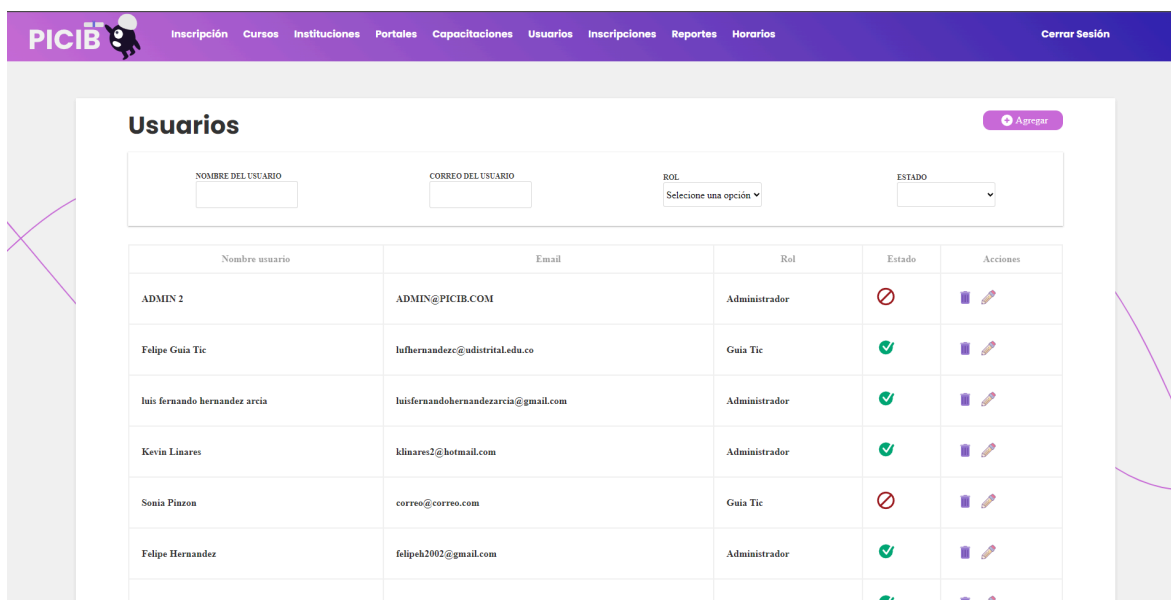 PICIB Inscripción Cursos Instituciones Portales Capacitaciones Usuarios Inscripciones Reportes Horarios Cerrar Sesión
Usuarios Agregar
NOMBRE DEL USUARIO CORREO DEL USUARIO ROL ESTADO
Selecione una opción
Nombre usuario Email Rol Estado Acciones
ADMIN 2 ADMIN@PICIB.COM Administrador
Felipe Guia Tic lufhernandezc@udistrital.edu.co Guia Tic
luis fernando hernandez arcia luisfernandohernandezarcia@gmail.com Administrador
Kevin Linares klinares2@hotmail.com Administrador
Sonia Pinzon correo@correo.com Guia Tic
Felipe Hernandez felipeh2002@gmail.com Administrador